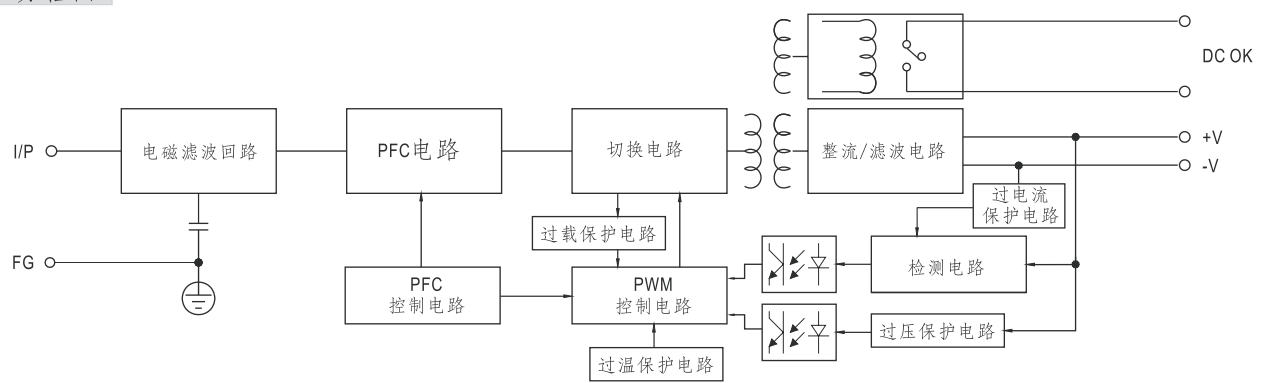 DC OK
I/P
电磁滤波回路
PFC电路
切换电路
整流/滤波电路
+V
-V
过电流
保护电路
过载保护电路
FG
PFC
控制电路
PWM
控制电路
检测电路
过压保护电路
过温保护电路